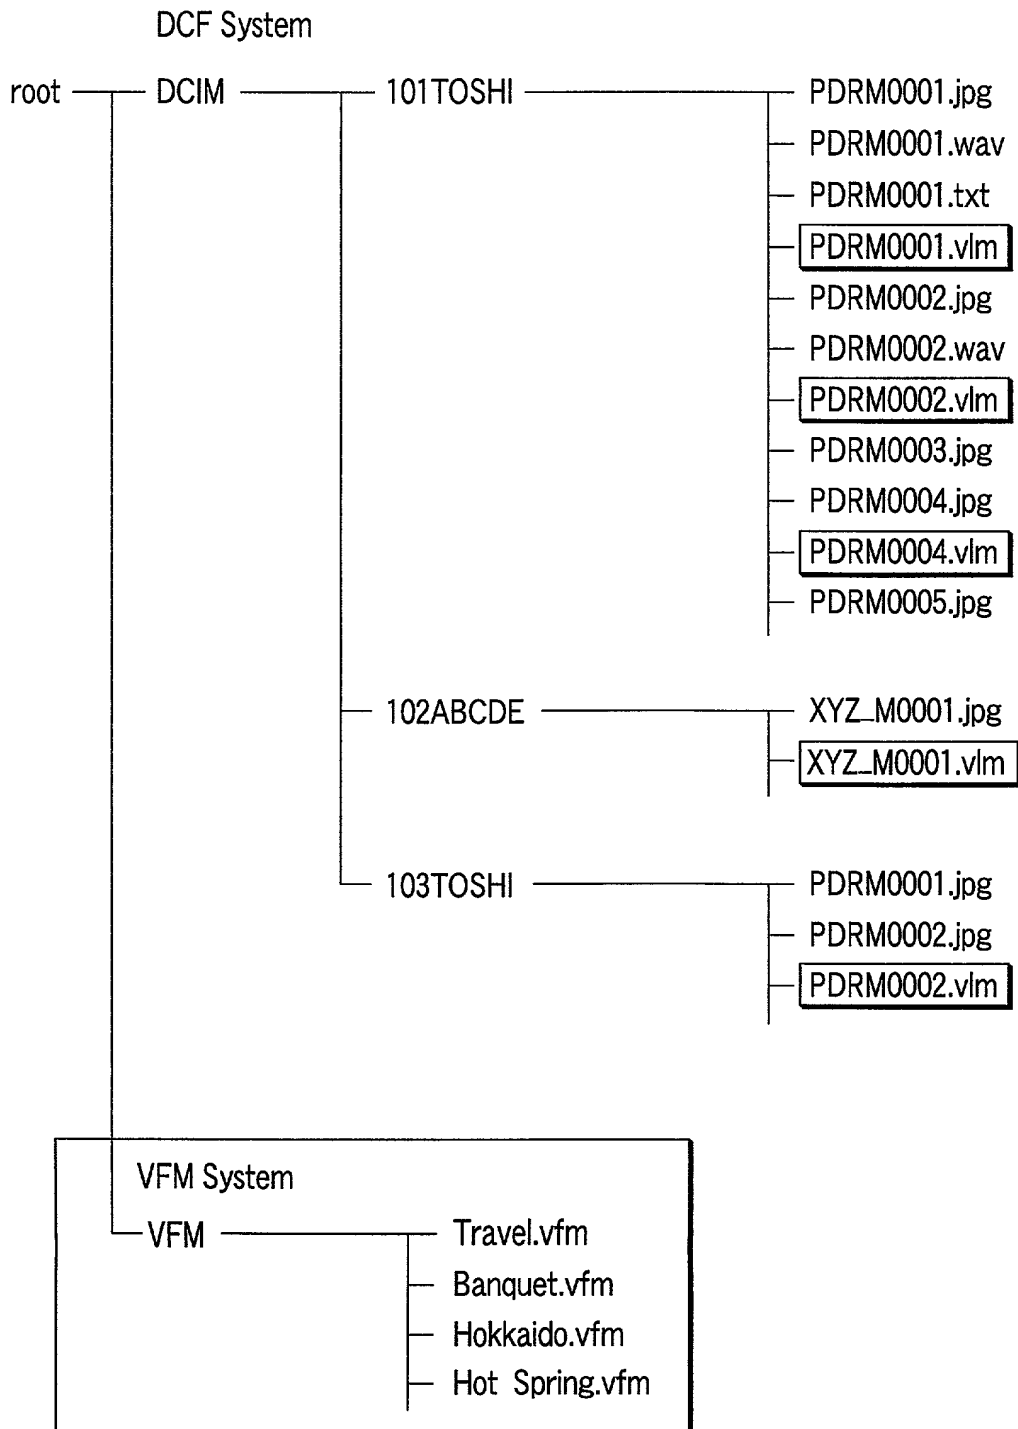 DCF System
root DCIM 101TOSHI PDRM0001.jpg
PDRM0001.wav
PDRM0001.txt
PDRM0001.vlm
PDRM0002.jpg
PDRM0002.wav
PDRM0002.vlm
PDRM0003.jpg
PDRM0004.jpg
PDRM0004.vlm
PDRM0005.jpg
102ABCDE XYZ_M0001.jpg
XYZ_M0001.vlm
103TOSHI PDRM0001.jpg
PDRM0002.jpg
PDRM0002.vlm
VFM System
VFM Travel.vfm
Banquet.vfm
Hokkaido.vfm
Hot Spring.vfm